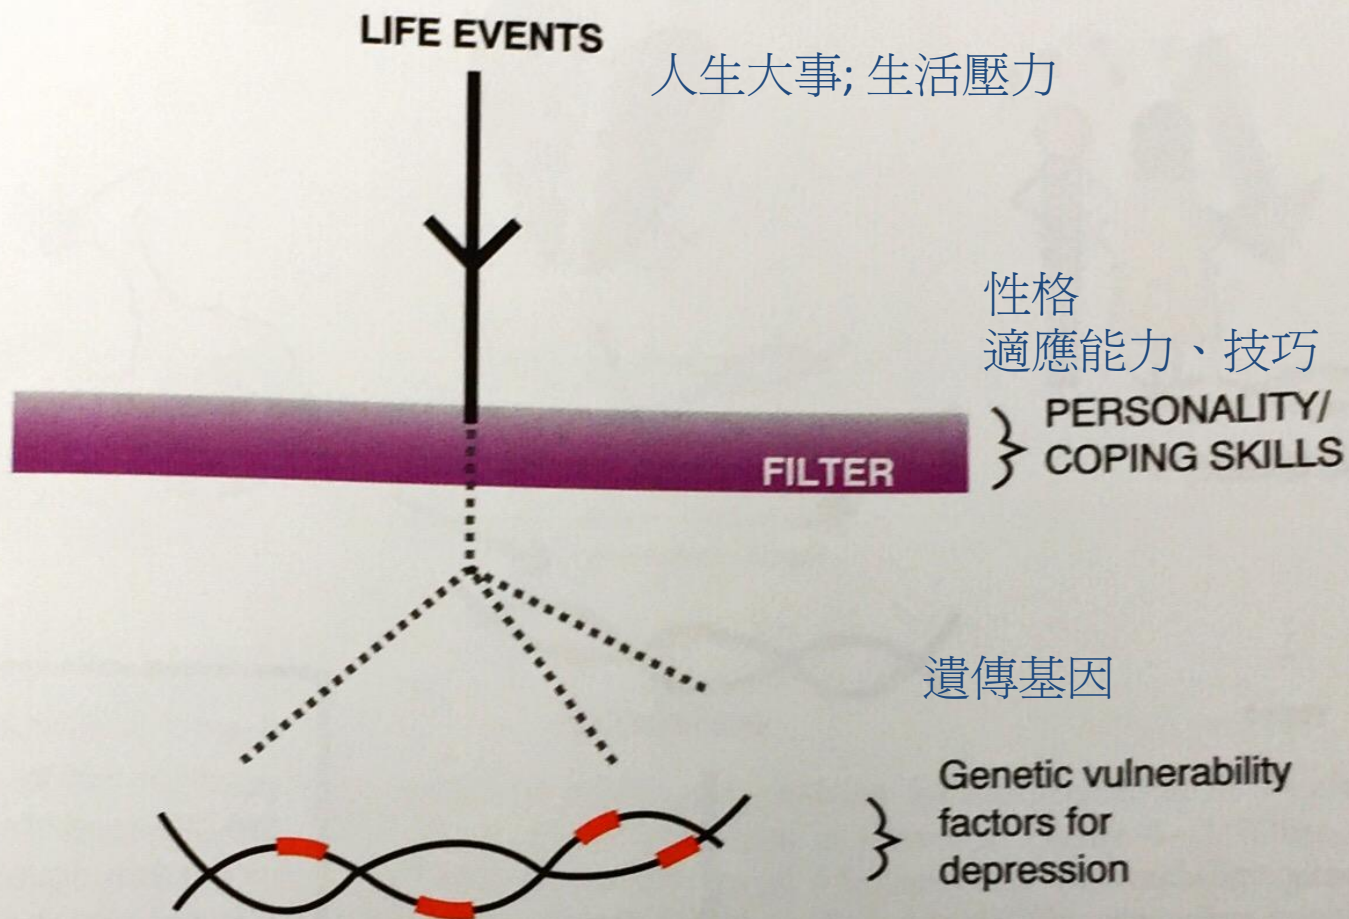 LIFE EVENTS
人生大事; 生活壓力
性格
適應能力、技巧
PERSONALITY/
COPING SKILLS
FILTER
遺傳基因
Genetic vulnerability
factors for
depression